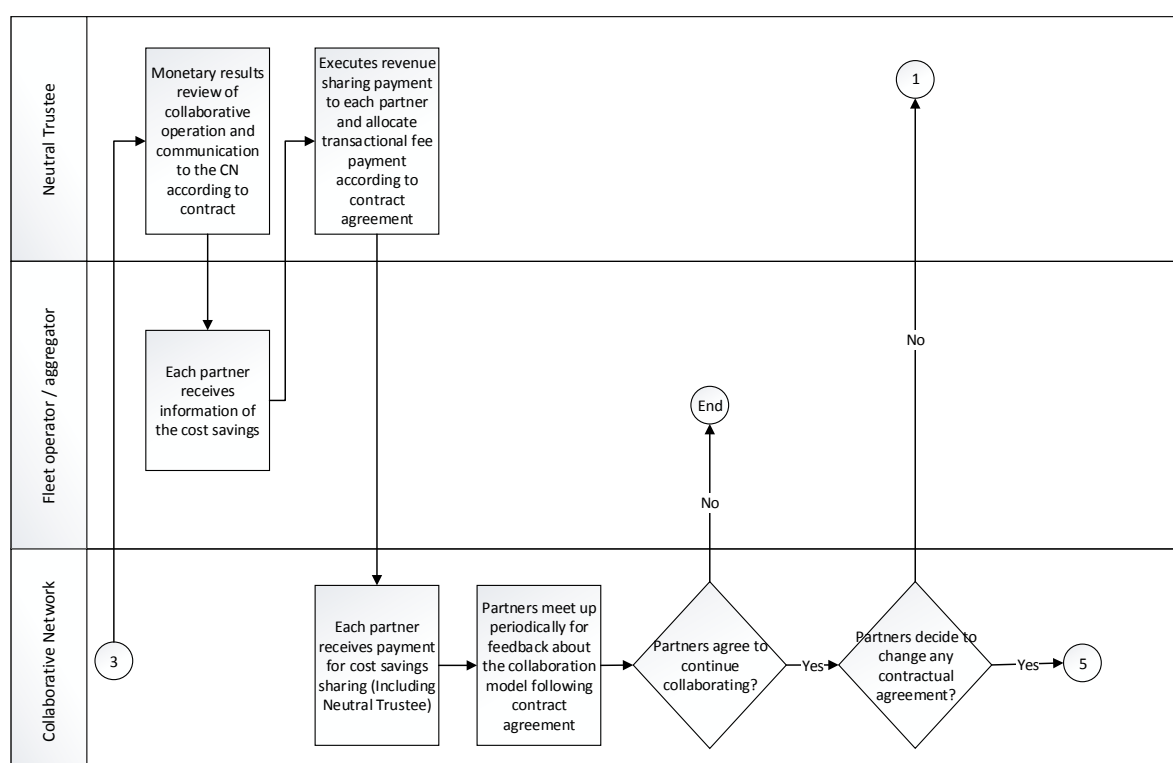 Neutral Trustee
Monetary results
review of
collaborative
operation and
communication
to the CN
according to
contract
Executes revenue
sharing payment
to each partner
and allocate
transactional fee
payment
according to
contract
agreement
1
Fleet operator / aggregator
Each partner
receives
information of
the cost savings
End
No
No
Collaborative Network
3
Each partner
receives payment
for cost savings
sharing (Including
Neutral Trustee)
Partners meet up
periodically for
feedback about
the collaboration
model following
contract
agreement
Partners agree to
continue
collaborating?
Yes
Partners decide to
change any
contractual
agreement?
Yes
5